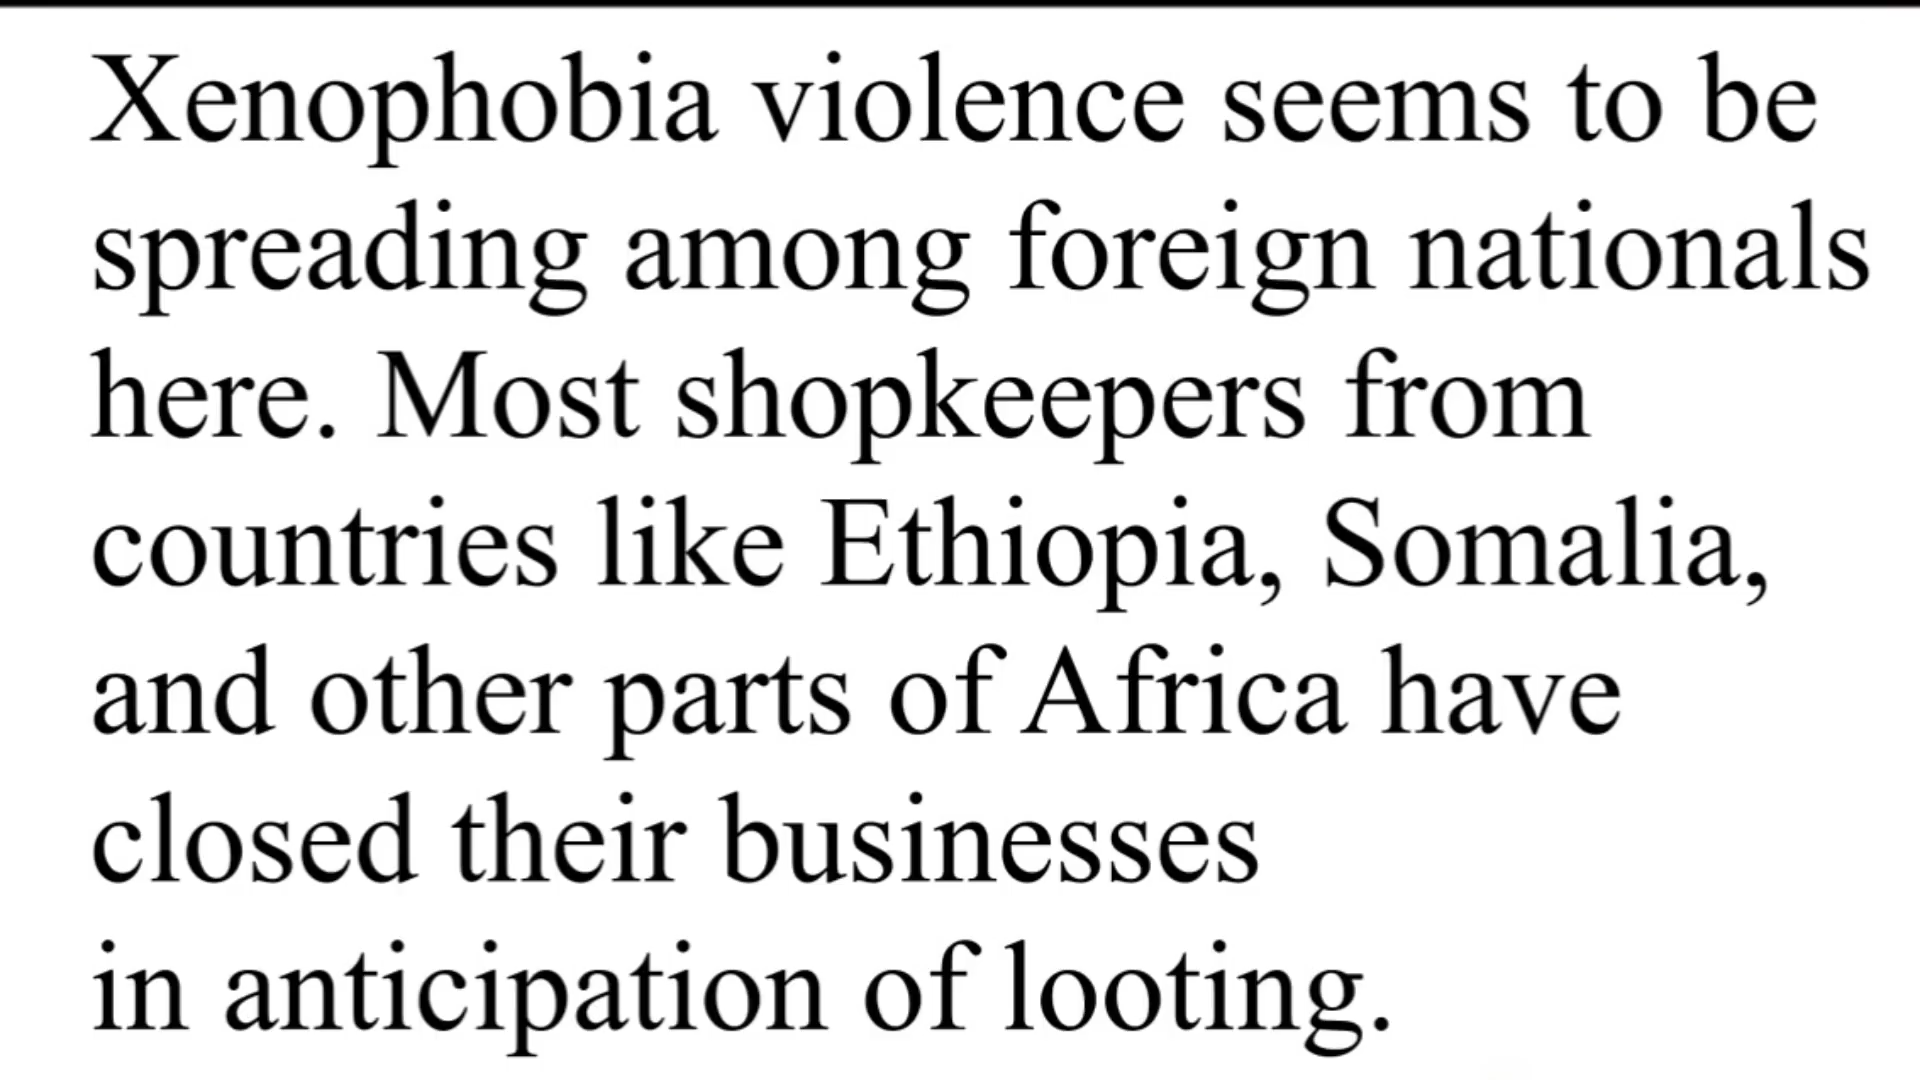 Xenophobia violence seems to be
spreading among foreign nationals
here. Most shopkeepers from
countries like Ethiopia, Somalia,
and other parts of Africa have
closed their businesses
in anticipation of looting.